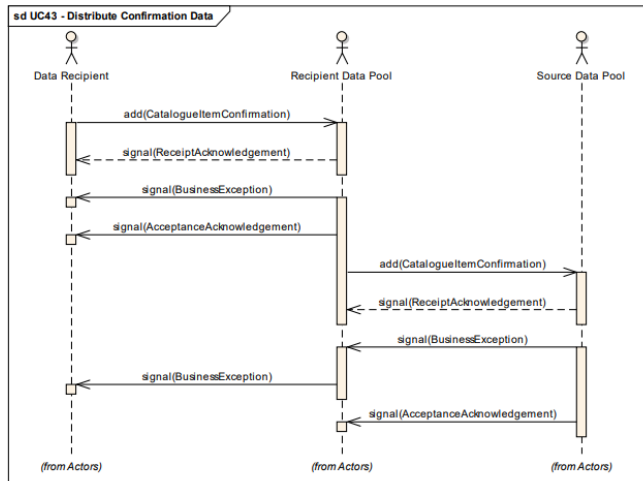 sd UC43 - Distribute Confirmation Data
Data Recipient
Recipient Data Pool
Source Data Pool
add(CatalogueItemConfirmation)
signal(ReceiptAcknowledgement)
signal(BusinessException)
signal(AcceptanceAcknowledgement)
add(CatalogueItemConfirmation)
signal(ReceiptAcknowledgement)
signal(BusinessException)
signal(BusinessException)
signal(AcceptanceAcknowledgement)
(from Actors)
(from Actors)
(from Actors)